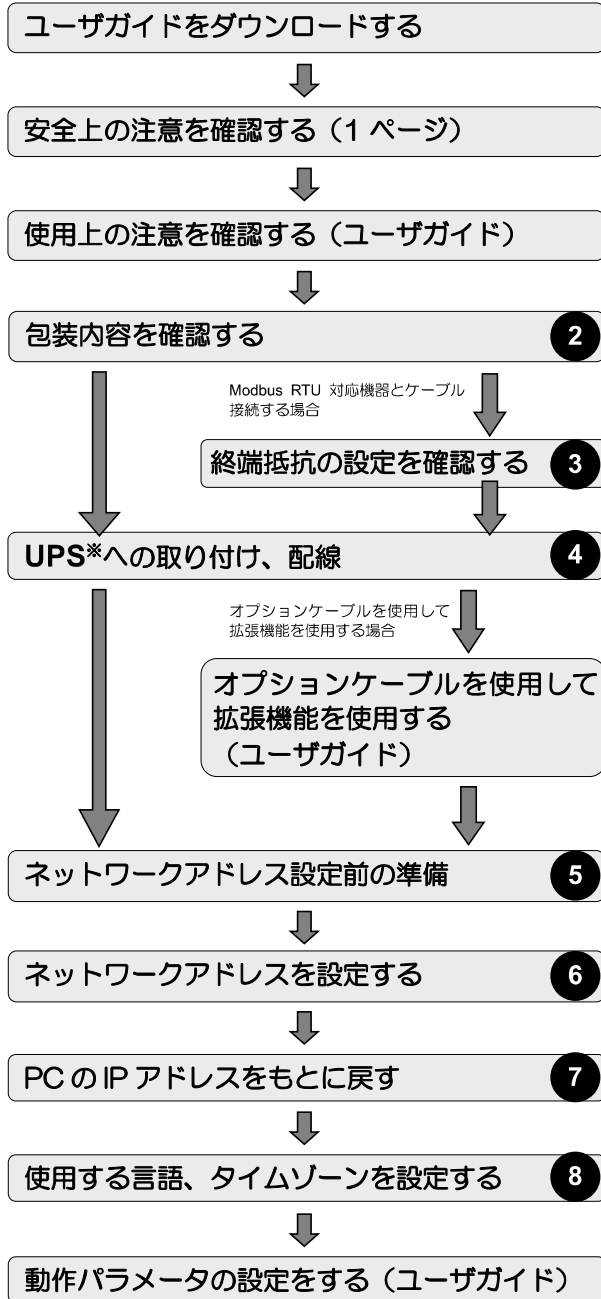 ユーザガイドをダウンロードする
安全上の注意を確認する（1 ページ）
使用上の注意を確認する（ユーザガイド）
包装内容を確認する 2
Modbus RTU 対応機器とケーブル
接続する場合
終端抵抗の設定を確認する 3
UPS※への取り付け、配線 4
オプションケーブルを使用して
拡張機能を使用する場合
オプションケーブルを使用して
拡張機能を使用する
（ユーザガイド）
ネットワークアドレス設定前の準備 5
ネットワークアドレスを設定する 6
PC の IP アドレスをもとに戻す 7
使用する言語、タイムゾーンを設定する 8
動作パラメータの設定をする（ユーザガイド）